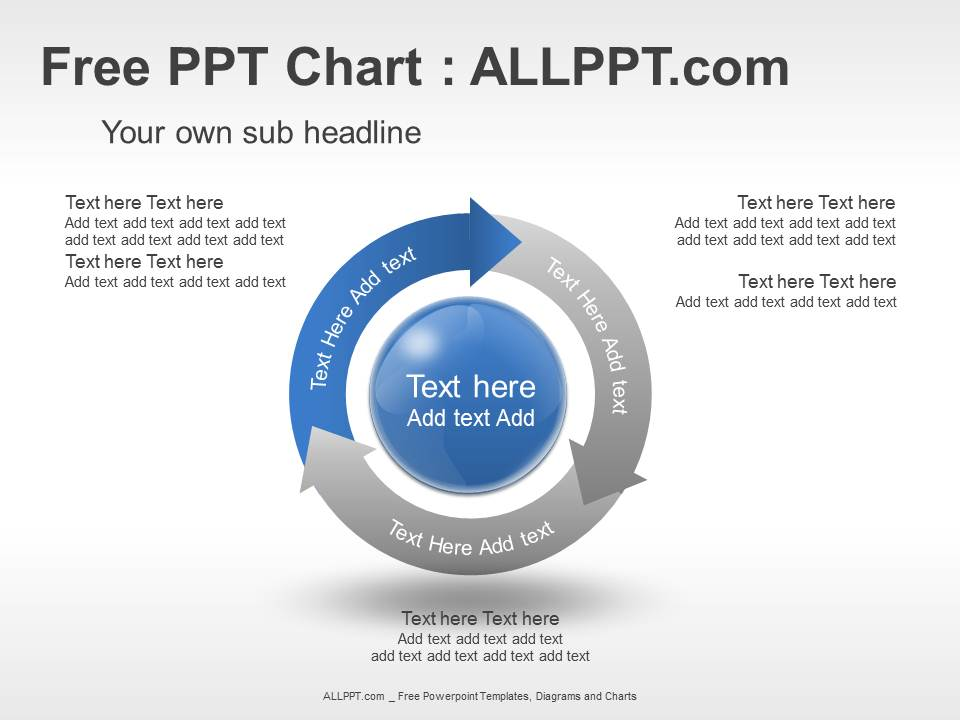 Free PPT Chart : ALLPPT.com
Your own sub headline
Text here Text here
Add text add text add text add text
add text add text add text add text
Text here Text here
Add text add text add text add text
Text here Text here
Add text add text add text add text
add text add text add text add text
Text here Text here
Add text add text add text add text
Text Here Add text
Text Here Add text
Text here
Add text Add
Text Here Add text
Text here Text here
Add text add text add text
add text add text add text add text
ALLPPT.com _ Free Powerpoint Templates, Diagrams and Charts